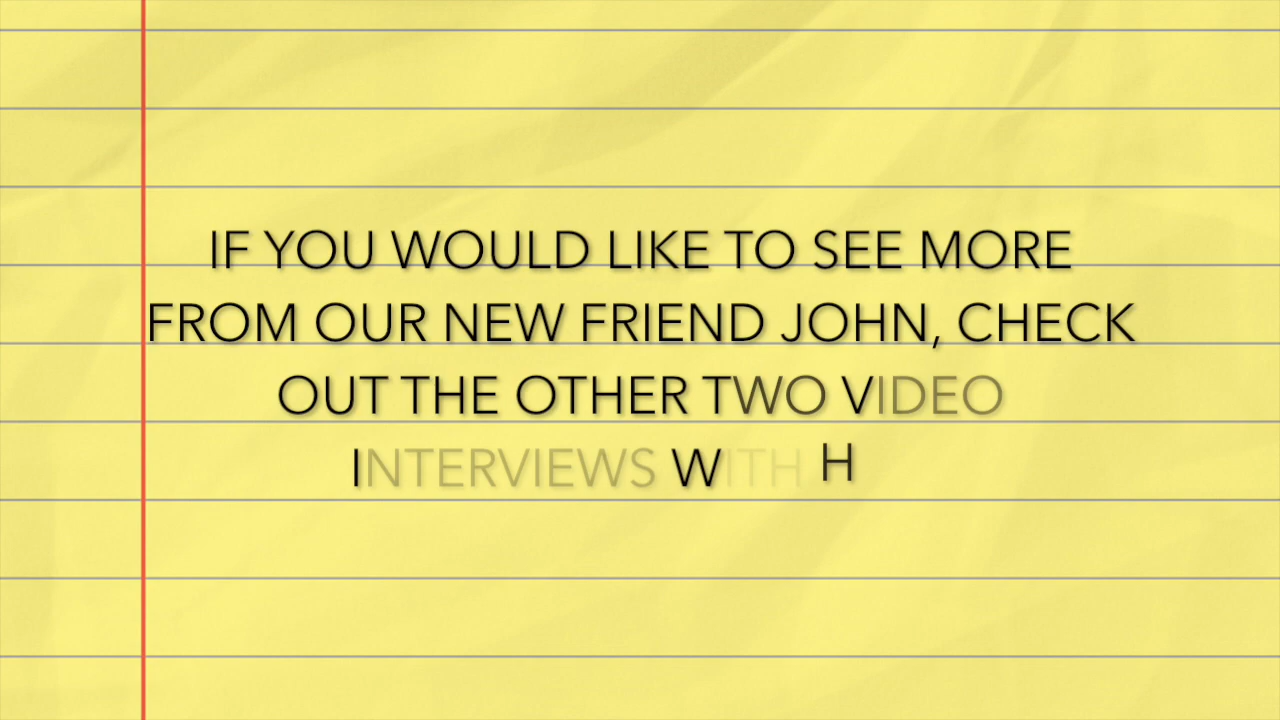 IF YOU WOULD LIKE TO SEE MORE
FROM OUR NEW FRIEND JOHN, CHECK
OUT THE OTHER TWO VIDEO
INTERVIEWS WITH H